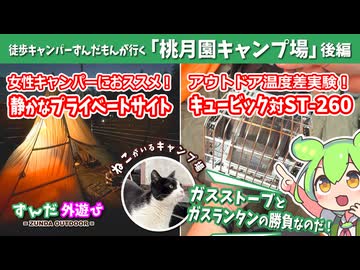 徒歩キャンパーずんだもんが行く「桃月園キャンプ場」後編
女性キャンパーにおススメ！
静かなプライベートサイト
アウトドア温度差実験！
キュービック対ST-260
ねこがいるキャンプ場
ガスストーブと
ガスランタンの勝負なのだ！
ずんだ 外遊び
= ZUNDA OUTDOOR =